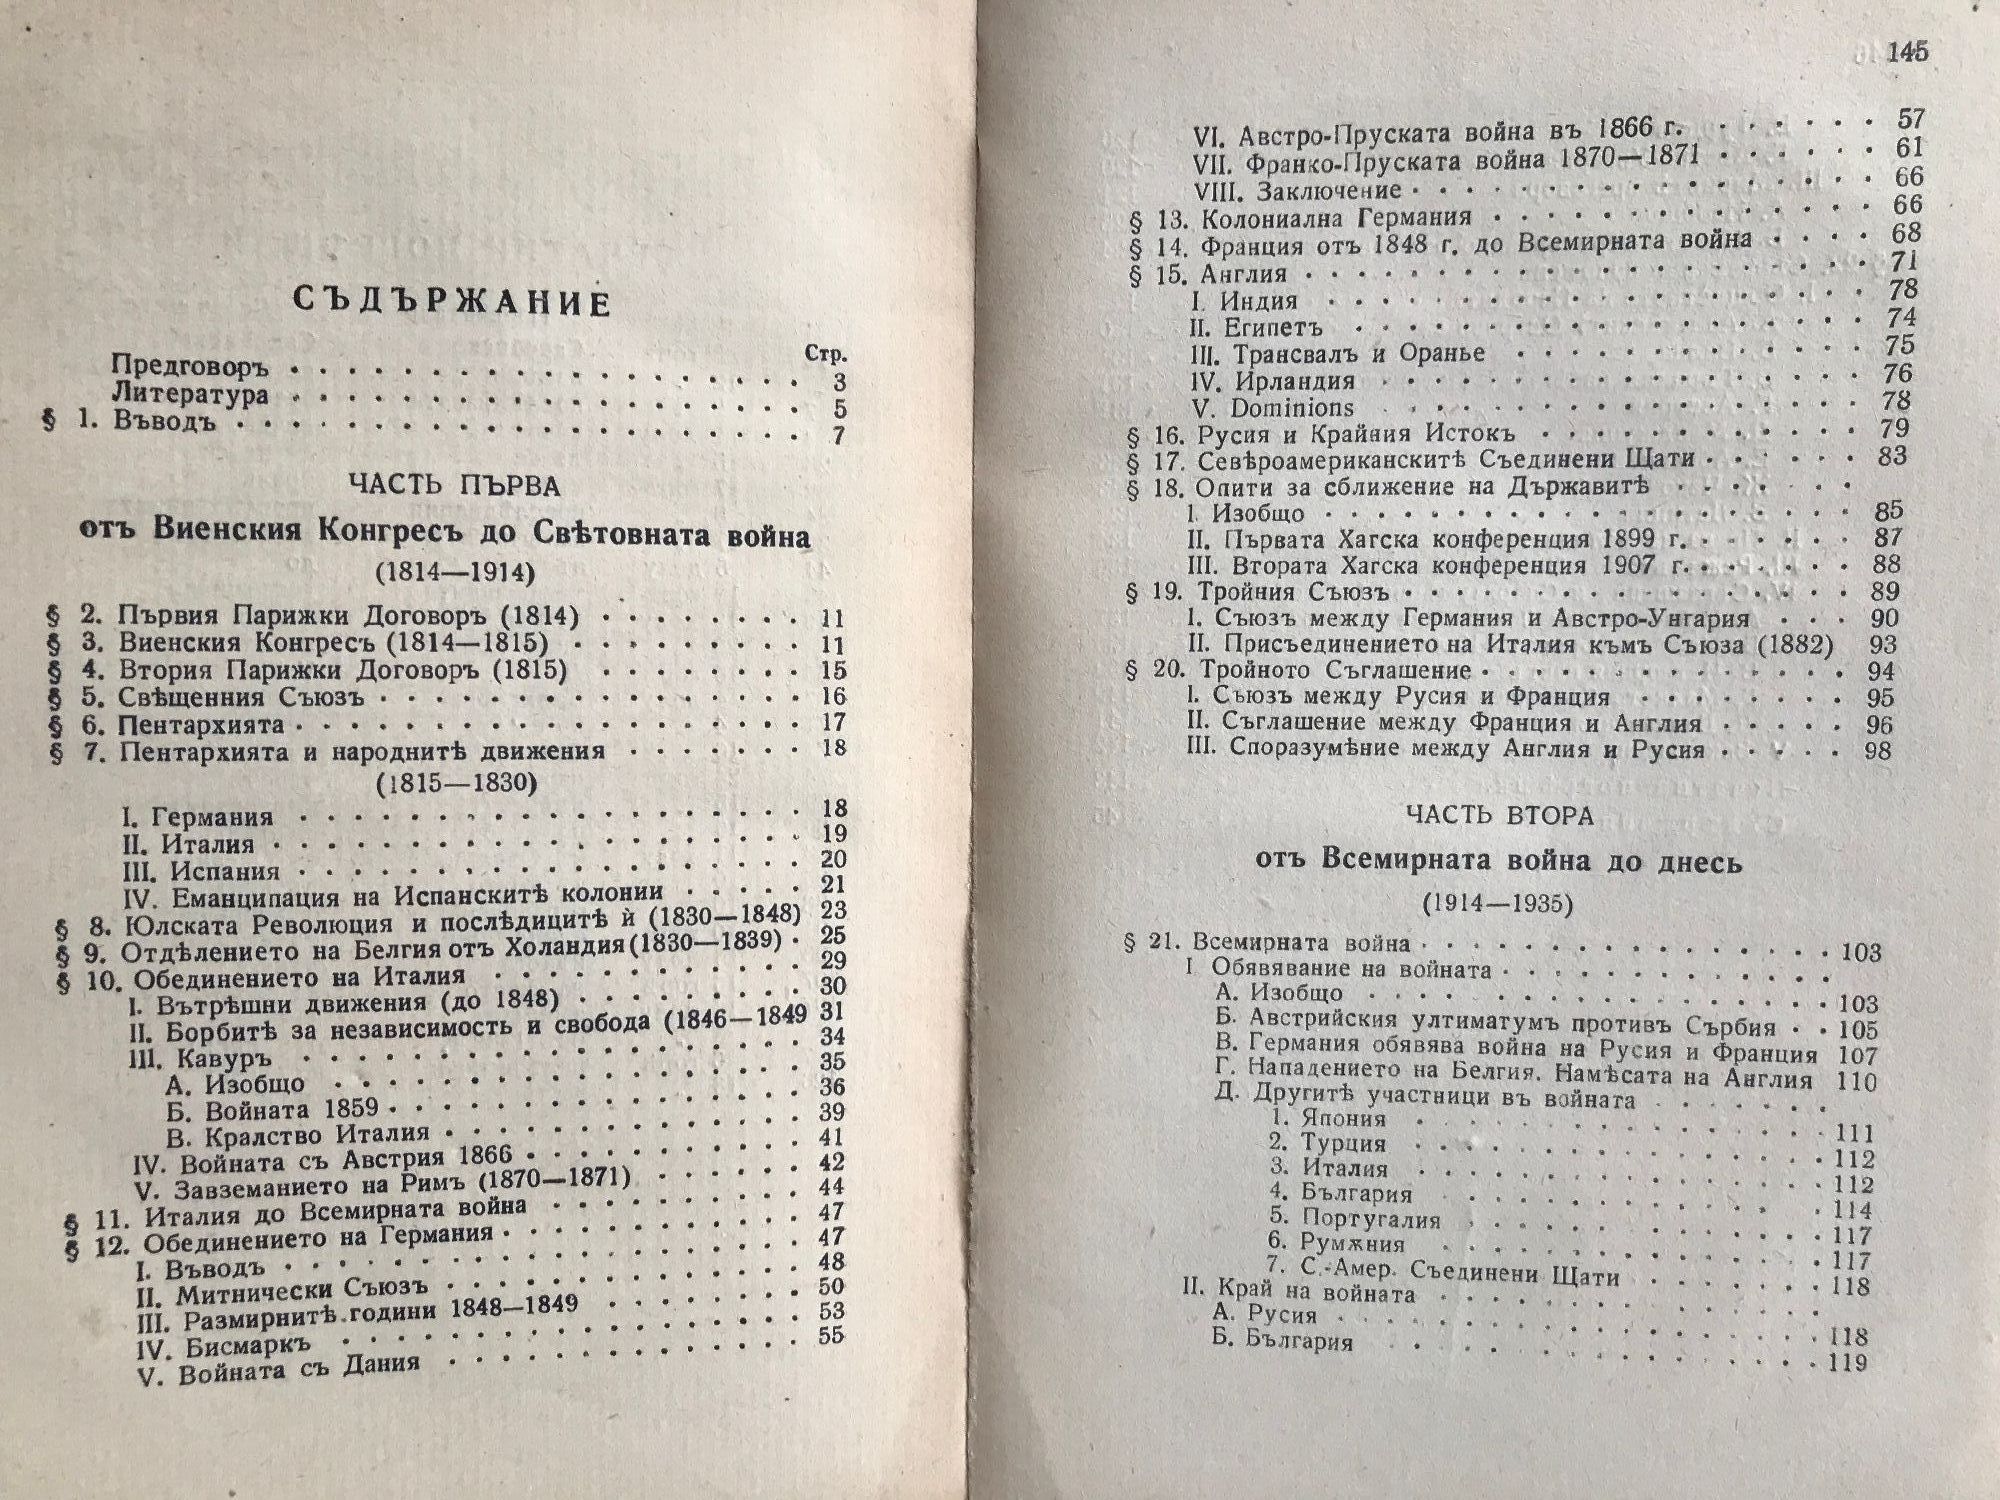 СЪДЪРЖАНИЕ
Стр.
Предговоръ . . . . . . . . . . . . . . . . . . 3
Литература . . . . . . . . . . . . . . . . . . 5
§ 1. Въводъ . . . . . . . . . . . . . . . . . . . . 7
ЧАСТЬ ПЪРВА
отъ Виенския Конгресъ до Свѣтовната война
(1814—1914)
§ 2. Първия Парижки Договоръ (1814) . . . . . . . . 11
§ 3. Виенския Конгресъ (1814—1815) . . . . . . . . . 11
§ 4. Втория Парижки Договоръ (1815) . . . . . . . . 15
§ 5. Свѣщенния Съюзъ . . . . . . . . . . . . . . . . 16
§ 6. Пентархията . . . . . . . . . . . . . . . . . . . 17
§ 7. Пентархията и народнитѣ движения . . . . . . . 18
(1815—1830)
I. Германия . . . . . . . . . . . . . . . . . . 18
II. Италия . . . . . . . . . . . . . . . . . . . 19
III. Испания . . . . . . . . . . . . . . . . . . 20
IV. Еманципация на Испанскитѣ колонии . . . . . 21
§ 8. Юлската Революция и последицитѣ ѝ (1830—1848) 23
§ 9. Отдѣлението на Белгия отъ Холандия (1830—1839) . 25
§ 10. Обединението на Италия . . . . . . . . . . . . 29
I. Вътрѣшни движения (до 1848) . . . . . . . . . 30
II. Борбитѣ за независимость и свобода (1846—1849 31
III. Кавуръ . . . . . . . . . . . . . . . . . . 34
А. Изобщо . . . . . . . . . . . . . . . . . 35
Б. Войната 1859 . . . . . . . . . . . . . . . 36
В. Кралство Италия . . . . . . . . . . . . . 39
IV. Войната съ Австрия 1866 . . . . . . . . . . 41
V. Завземанието на Римъ (1870—1871) . . . . . . 42
§ 11. Италия до Всемирната война . . . . . . . . . . 44
§ 12. Обединението на Германия . . . . . . . . . . . 47
I. Въводъ . . . . . . . . . . . . . . . . . . . 47
II. Митнически Съюзъ . . . . . . . . . . . . . 48
III. Размирнитѣ години 1848—1849 . . . . . . . . 50
IV. Бисмаркъ . . . . . . . . . . . . . . . . . 53
V. Войната съ Дания . . . . . . . . . . . . . 55
145
VI. Австро-Пруската война въ 1866 г. . . . . . . 57
VII. Франко-Пруската война 1870—1871 . . . . . . 61
VIII. Заключение . . . . . . . . . . . . . . . . . 66
§ 13. Колониална Германия . . . . . . . . . . . . . . 66
§ 14. Франция отъ 1848 г. до Всемирната война . . . . 68
§ 15. Англия . . . . . . . . . . . . . . . . . . . . . 71
I. Индия . . . . . . . . . . . . . . . . . . . . 78
II. Египетъ . . . . . . . . . . . . . . . . . . . 74
III. Трансвалъ и Оранье . . . . . . . . . . . . . 75
IV. Ирландия . . . . . . . . . . . . . . . . . . 76
V. Dominions . . . . . . . . . . . . . . . . . 78
§ 16. Русия и Крайния Истокъ . . . . . . . . . . . . 79
§ 17. Севѣроамериканскитѣ Съединени Щати . . . . . . 83
§ 18. Опити за сближение на Държавитѣ . . . . . .
I. Изобщо . . . . . . . . . . . . . . . . . . . 85
II. Първата Хагска конференция 1899 г. . . . . . . 87
III. Втората Хагска конференция 1907 г. . . . . . . 88
§ 19. Тройния Съюзъ . . . . . . . . . . . . . . . . . 89
I. Съюзъ между Германия и Австро-Унгария . . . 90
II. Присъединението на Италия къмъ Съюза (1882) 93
§ 20. Тройното Съглашение . . . . . . . . . . . . . . 94
I. Съюзъ между Русия и Франция . . . . . . . . 95
II. Съглашение между Франция и Англия . . . . . 96
III. Споразумѣние между Англия и Русия . . . . . 98
ЧАСТЬ ВТОРА
отъ Всемирната война до днесь
(1914—1935)
§ 21. Всемирната война . . . . . . . . . . . . . . . . 103
I Обявявание на войната . . . . . . . . . . . .
А. Изобщо . . . . . . . . . . . . . . . . . 103
Б. Австрийския ултиматумъ противъ Сърбия . . 105
В. Германия обявява война на Русия и Франция 107
Г. Нападението на Белгия. Намѣсата на Англия 110
Д. Другитѣ участници въ войната . . . . . . .
1. Япония . . . . . . . . . . . . . . . . 111
2. Турция . . . . . . . . . . . . . . . . 112
3. Италия . . . . . . . . . . . . . . . . 112
4. България . . . . . . . . . . . . . . . 114
5. Португалия . . . . . . . . . . . . . . 117
6. Румѫния . . . . . . . . . . . . . . . 117
7. С.-Амер. Съединени Щати . . . . . . . 118
II. Край на войната . . . . . . . . . . . . . . .
А. Русия . . . . . . . . . . . . . . . . . . 118
Б. България . . . . . . . . . . . . . . . . 119